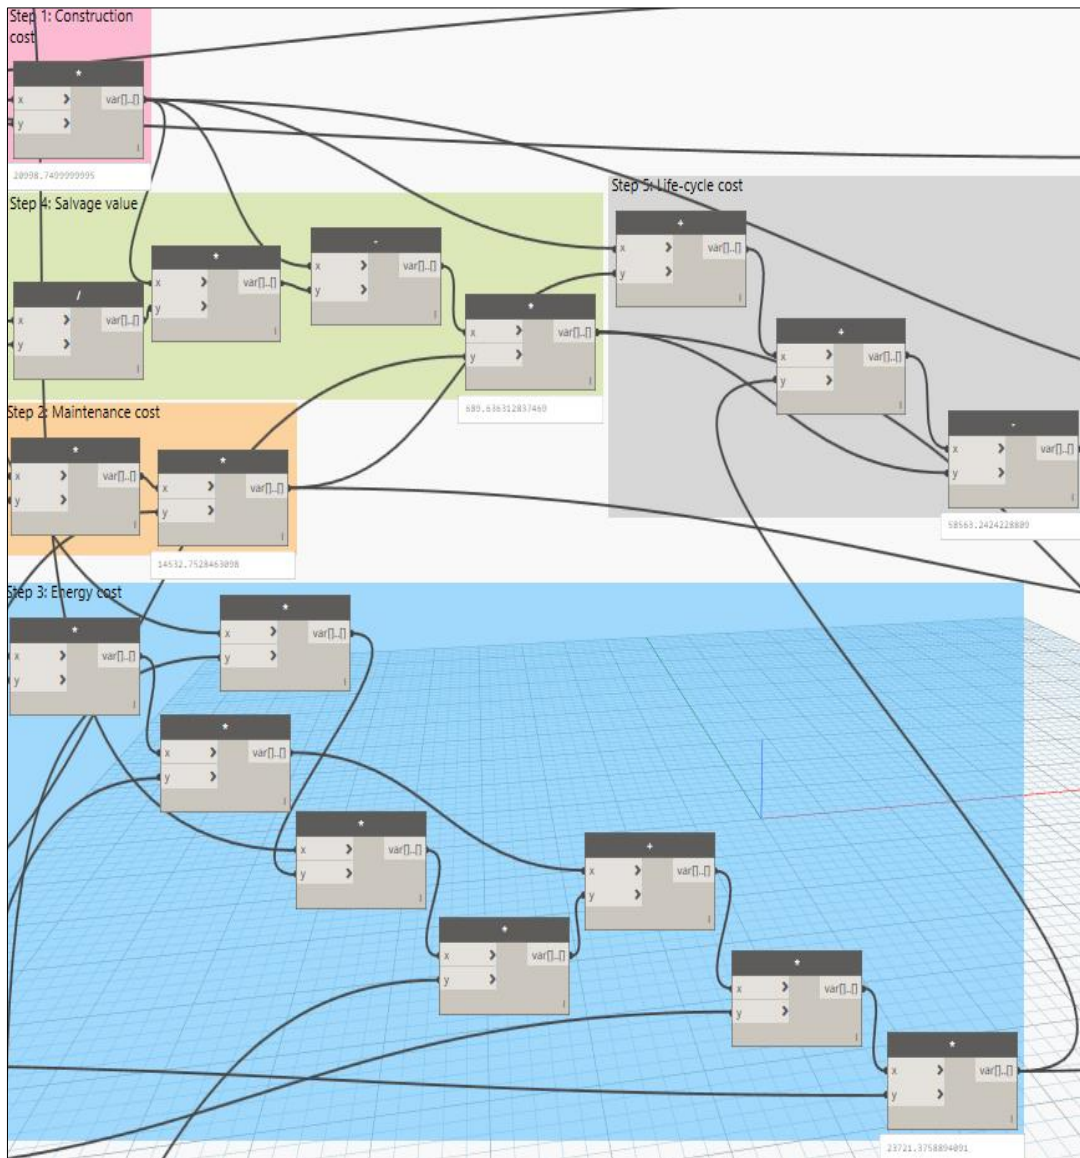 Step 1: Construction
cost
*
x > var[]..[]
y >
l
20998.7499999995
Step 4: Salvage value
Step 5: Life-cycle cost
+
x > var[]..[]
y >
l
-
x > var[]..[]
y >
l
*
x > var[]..[]
y >
l
/
x > var[]..[]
y >
l
*
x > var[]..[]
y >
l
689.636312837469
+
x > var[]..[]
y >
l
-
x >
y >
l
58563.2424228809
Step 2: Maintenance cost
*
x > var[]..[]
y >
l
*
x > var[]..[]
y >
l
14532.7528463098
Step 3: Energy cost
*
x > var[]..[]
y >
l
*
x > var[]..[]
y >
l
*
x > var[]..[]
y >
l
*
x > var[]..[]
y >
l
+
x > var[]..[]
y >
l
*
x > var[]..[]
y >
l
*
x > var[]..[]
y >
l
*
x > var[]..[]
y >
l
23721.3758894091